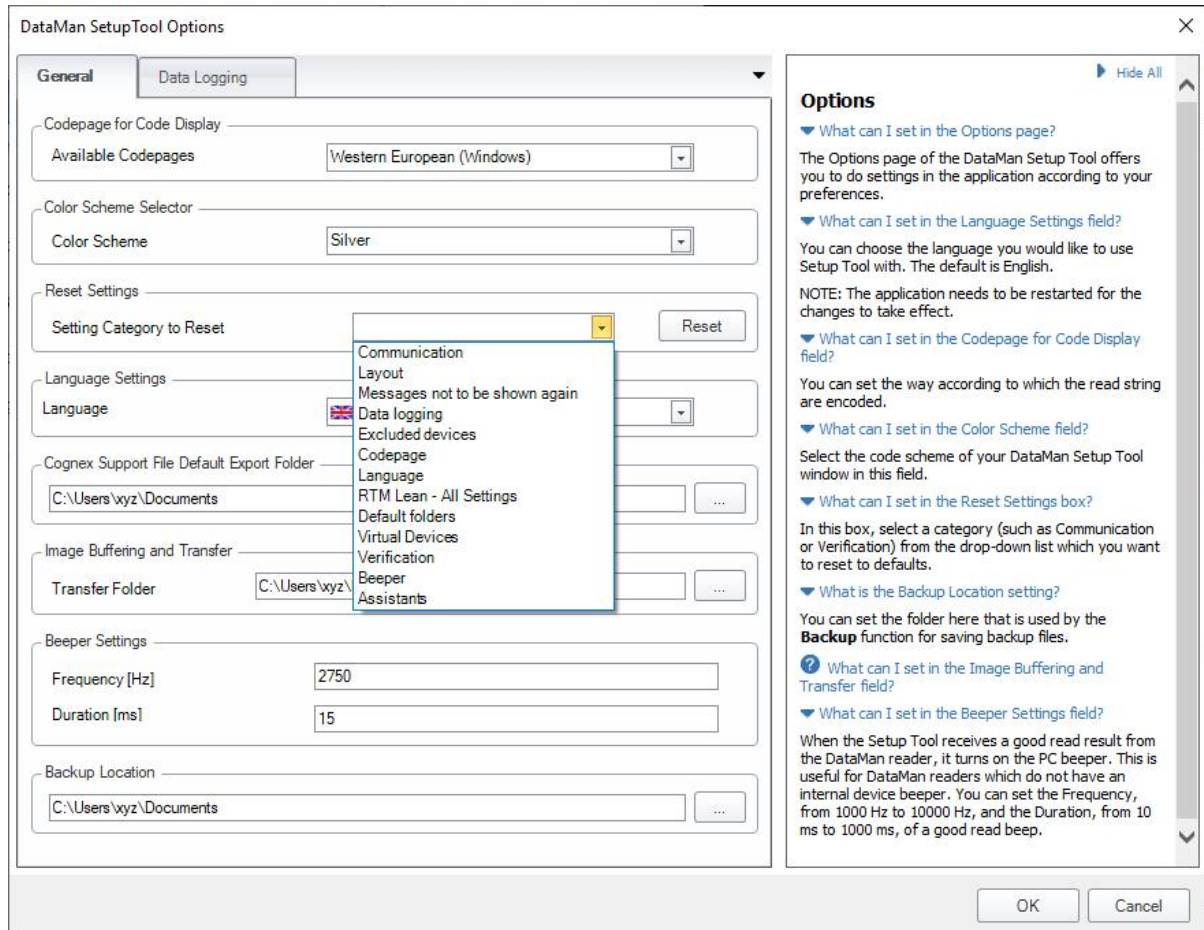 DataMan SetupTool Options
General
Data Logging
Codepage for Code Display
Available Codepages
Western European (Windows)
Color Scheme Selector
Color Scheme
Silver
Reset Settings
Setting Category to Reset
Reset
Communication
Layout
Messages not to be shown again
Data logging
Excluded devices
Codepage
Language
RTM Lean - All Settings
Default folders
Virtual Devices
Verification
Beeper
Assistants
Language Settings
Language
Cognex Support File Default Export Folder
C:\Users\xyz\Documents
...
Image Buffering and Transfer
Transfer Folder
C:\Users\xyz\
...
Beeper Settings
Frequency [Hz]
2750
Duration [ms]
15
Backup Location
C:\Users\xyz\Documents
...
Hide All
Options
What can I set in the Options page?
The Options page of the DataMan Setup Tool offers
you to do settings in the application according to your
preferences.
What can I set in the Language Settings field?
You can choose the language you would like to use
Setup Tool with. The default is English.
NOTE: The application needs to be restarted for the
changes to take effect.
What can I set in the Codepage for Code Display
field?
You can set the way according to which the read string
are encoded.
What can I set in the Color Scheme field?
Select the code scheme of your DataMan Setup Tool
window in this field.
What can I set in the Reset Settings box?
In this box, select a category (such as Communication
or Verification) from the drop-down list which you want
to reset to defaults.
What is the Backup Location setting?
You can set the folder here that is used by the
Backup function for saving backup files.
What can I set in the Image Buffering and
Transfer field?
What can I set in the Beeper Settings field?
When the Setup Tool receives a good read result from
the DataMan reader, it turns on the PC beeper. This is
useful for DataMan readers which do not have an
internal device beeper. You can set the Frequency,
from 1000 Hz to 10000 Hz, and the Duration, from 10
ms to 1000 ms, of a good read beep.
OK
Cancel